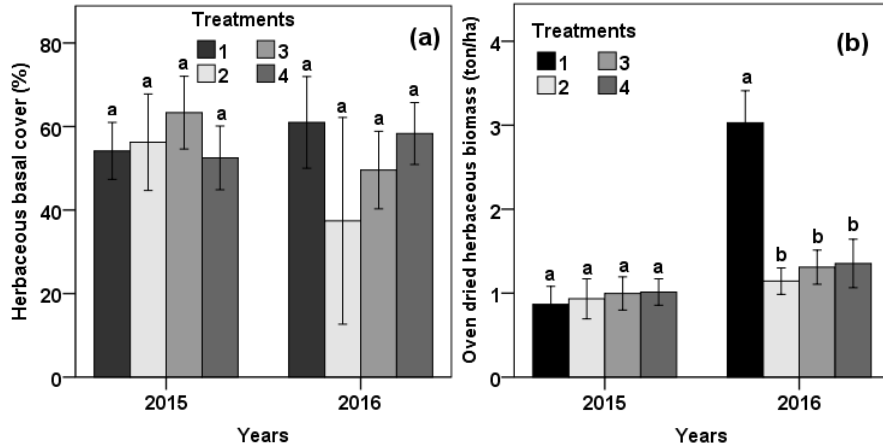 Treatments
1 3
2 4
(a)
a a a a a a a a
Herbaceous basal cover (%)
80
60
40
20
0
2015 2016
Years
Treatments
1 3
2 4
(b)
a a a a a b b b
Oven dried herbaceous biomass (ton/ha)
4
3
2
1
0
2015 2016
Years